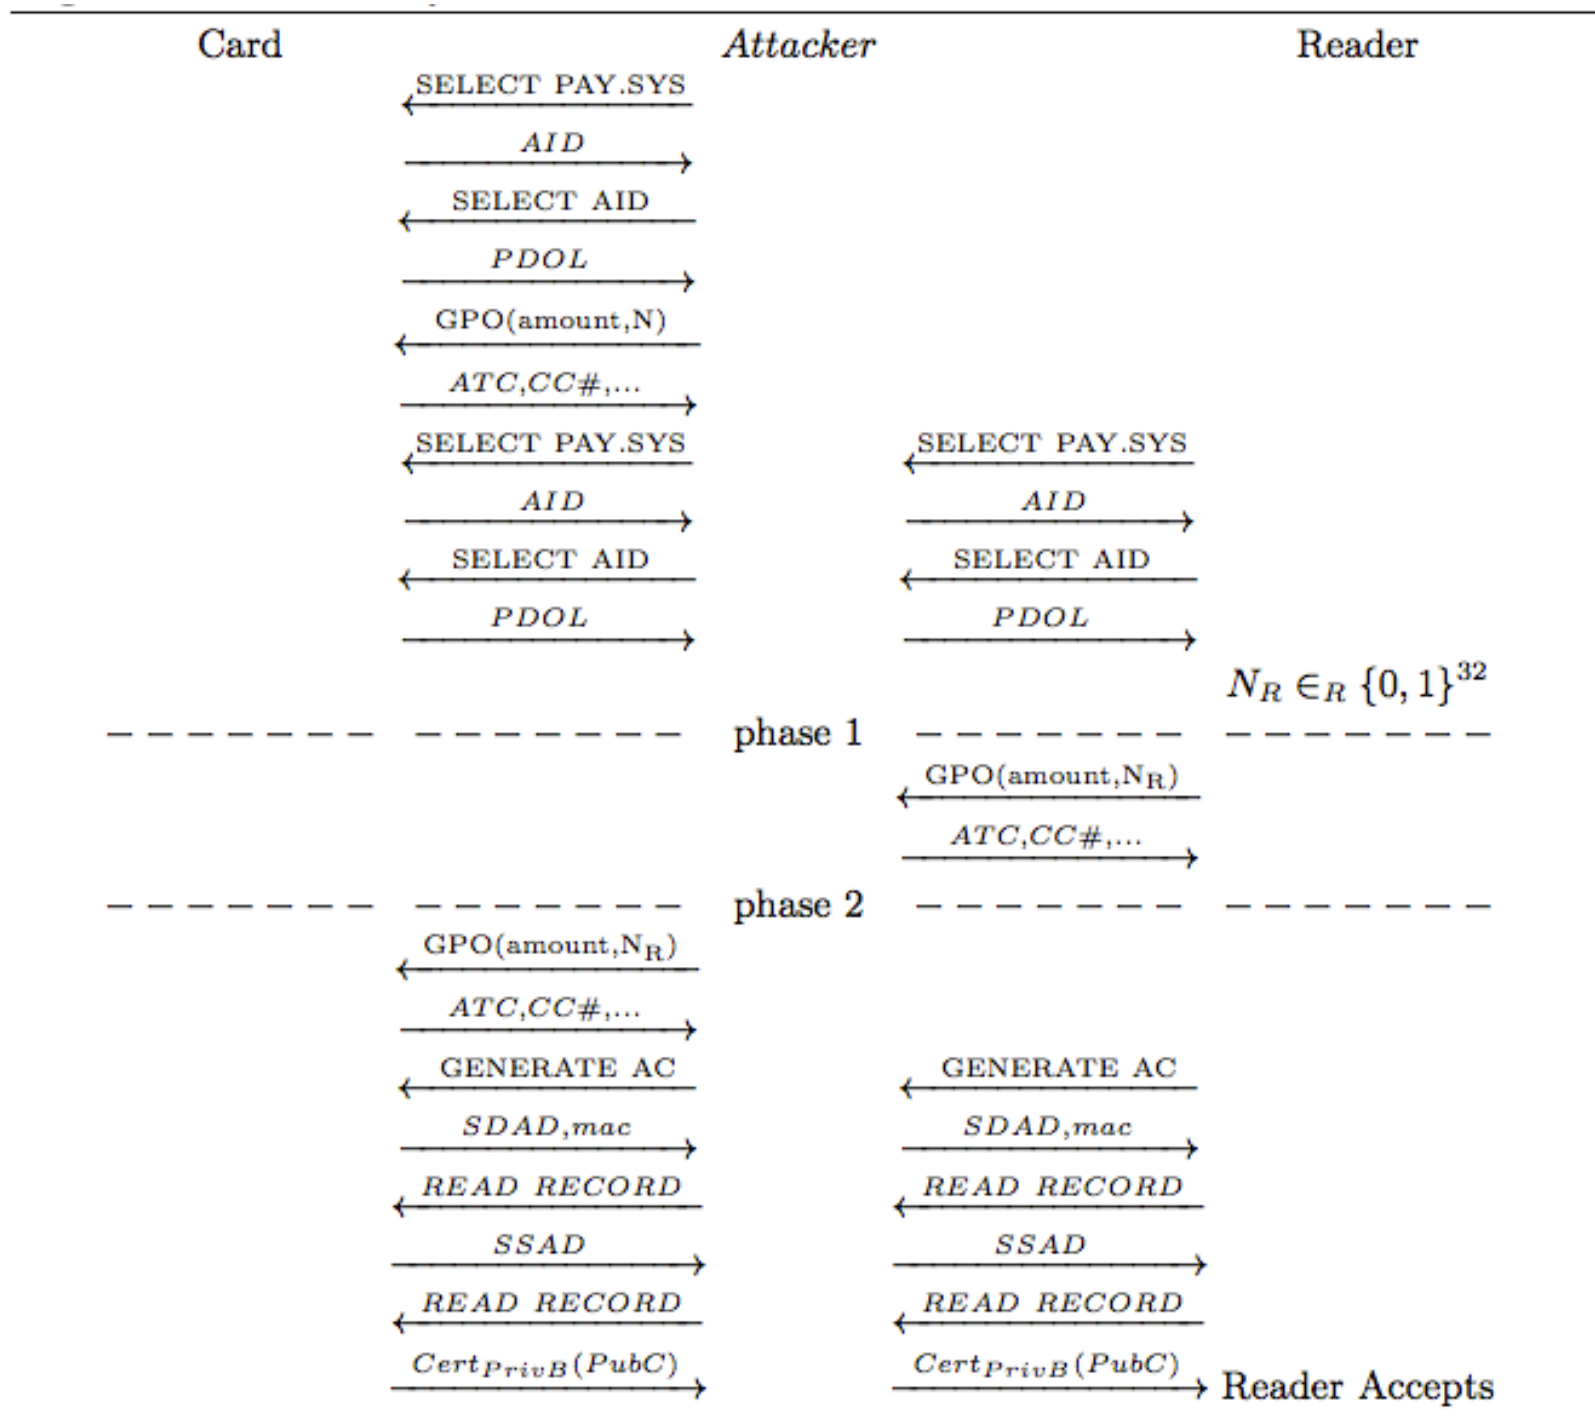 Card Attacker Reader
SELECT PAY.SYS
AID
SELECT AID
PDOL
GPO(amount,N)
ATC,CC#,...
SELECT PAY.SYS SELECT PAY.SYS
AID AID
SELECT AID SELECT AID
PDOL PDOL
N_R ∈_R {0, 1}^32
phase 1
GPO(amount,N_R)
ATC,CC#,...
phase 2
GPO(amount,N_R)
ATC,CC#,...
GENERATE AC GENERATE AC
SDAD,mac SDAD,mac
READ RECORD READ RECORD
SSAD SSAD
READ RECORD READ RECORD
Cert_PrivB(PubC) Cert_PrivB(PubC) Reader Accepts